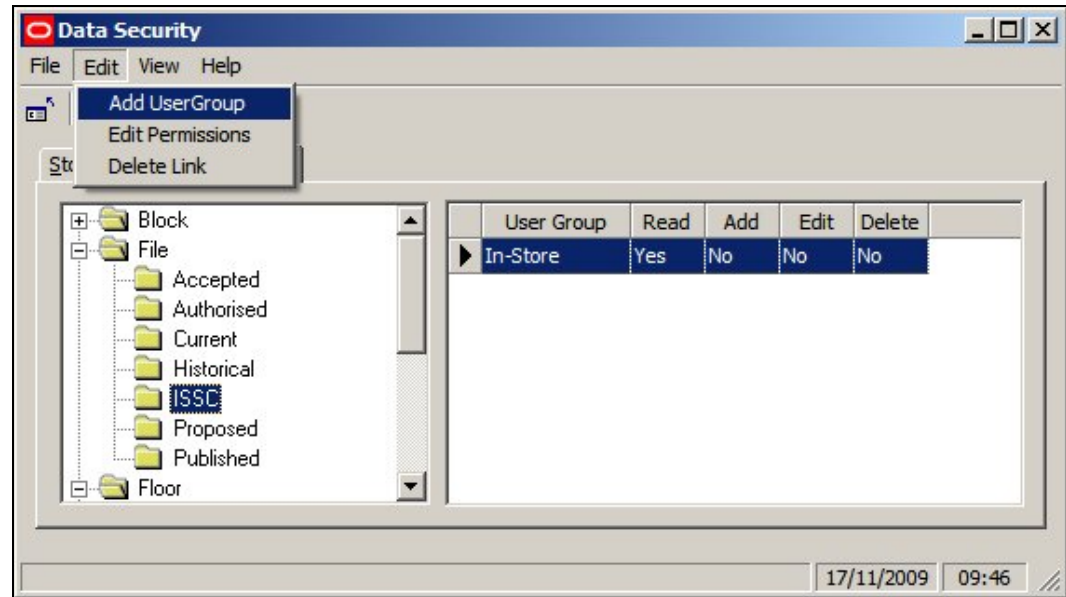 Data Security
File Edit View Help
Add UserGroup
Edit Permissions
Delete Link
Block
File
Accepted
Authorised
Current
Historical
ISSC
Proposed
Published
Floor
User Group Read Add Edit Delete
In-Store Yes No No No
17/11/2009 09:46